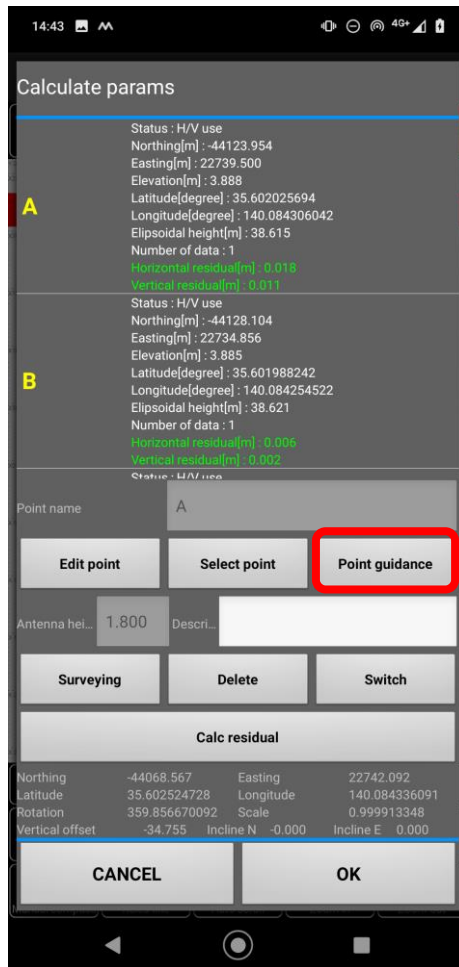 14:43
4G+
Calculate params
A
Status : H/V use
Northing[m] : -44123.954
Easting[m] : 22739.500
Elevation[m] : 3.888
Latitude[degree] : 35.602025694
Longitude[degree] : 140.084306042
Elipsoidal height[m] : 38.615
Number of data : 1
Horizontal residual[m] : 0.018
Vertical residual[m] : 0.011
B
Status : H/V use
Northing[m] : -44128.104
Easting[m] : 22734.856
Elevation[m] : 3.885
Latitude[degree] : 35.601988242
Longitude[degree] : 140.084254522
Elipsoidal height[m] : 38.621
Number of data : 1
Horizontal residual[m] : 0.006
Vertical residual[m] : 0.002
Status : H/V use
Point name A
Edit point Select point Point guidance
Antenna hei... 1.800 Descri...
Surveying Delete Switch
Calc residual
Northing -44068.567 Easting 22742.092
Latitude 35.602524728 Longitude 140.084336091
Rotation 359.856670092 Scale 0.999913348
Vertical offset -34.755 Incline N -0.000 Incline E 0.000
CANCEL OK